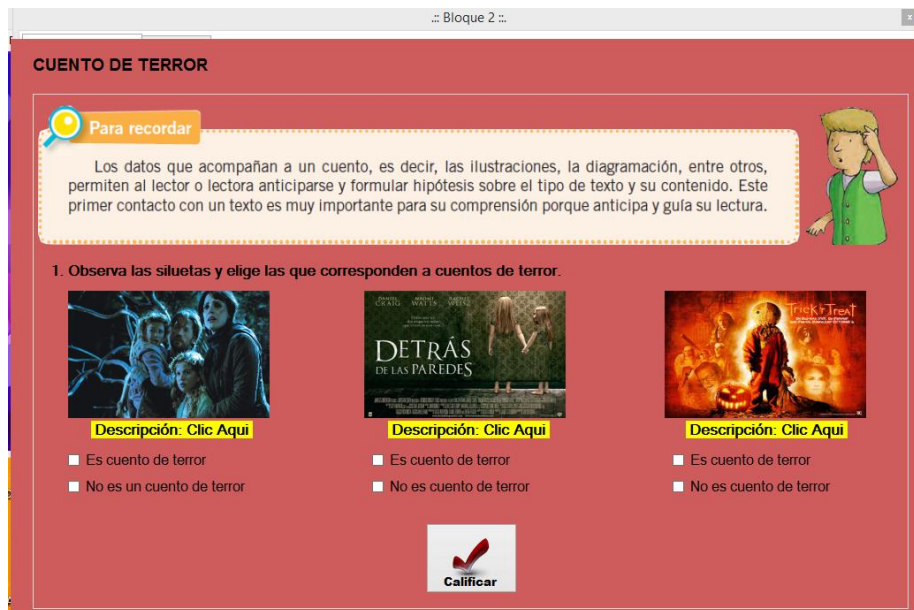 .:: Bloque 2 ::.
x
CUENTO DE TERROR
Para recordar
Los datos que acompañan a un cuento, es decir, las ilustraciones, la diagramación, entre otros,
permiten al lector o lectora anticiparse y formular hipótesis sobre el tipo de texto y su contenido. Este
primer contacto con un texto es muy importante para su comprensión porque anticipa y guía su lectura.
1. Observa las siluetas y elige las que corresponden a cuentos de terror.
CRAIG WATTS WEISZ
DETRÁS
DE LAS PAREDES
TRICK 'r TREAT
Descripción: Clic Aqui
Descripción: Clic Aqui
Descripción: Clic Aqui
Es cuento de terror
Es cuento de terror
Es cuento de terror
No es un cuento de terror
No es cuento de terror
No es cuento de terror
Calificar